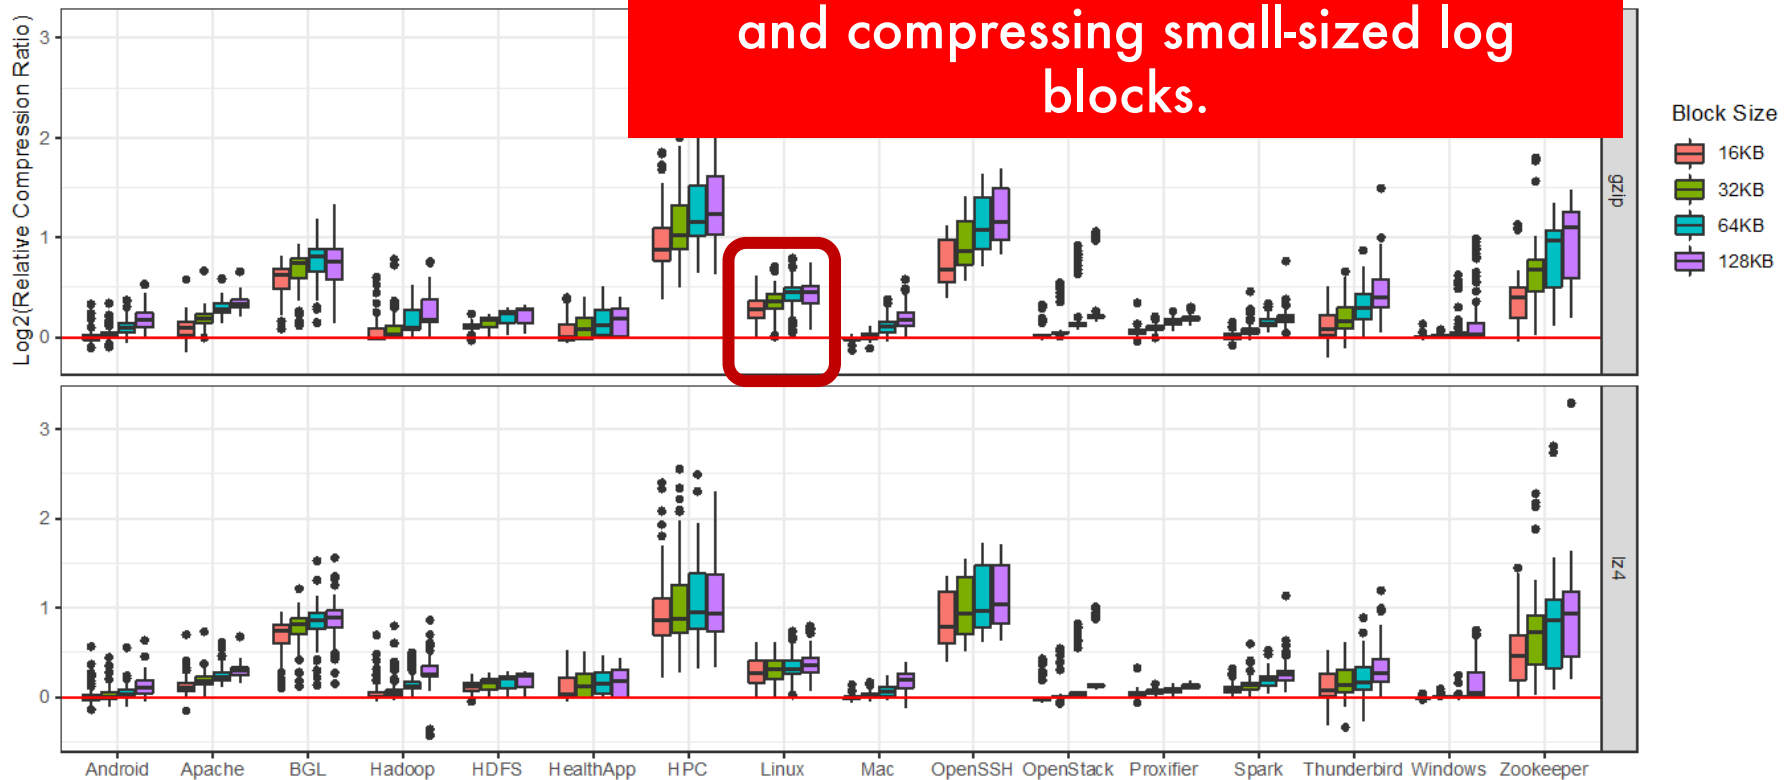 and compressing small-sized log
blocks.
Log2(Relative Compression Ratio)
3
2
1
0
gzip
3
2
1
0
lz4
Android Apache BGL Hadoop HDFS HealthApp HPC Linux Mac OpenSSH OpenStack Proxifier Spark Thunderbird Windows Zookeeper
Block Size
16KB
32KB
64KB
128KB